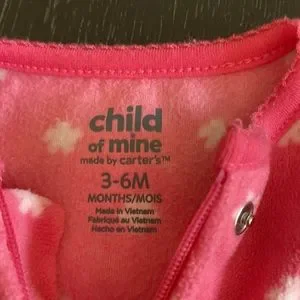 child
of mine
made by carter's™
3-6M
MONTHS/MOIS
Made in Vietnam
Fabriqué au Vietnam
Hecho en Vietnam